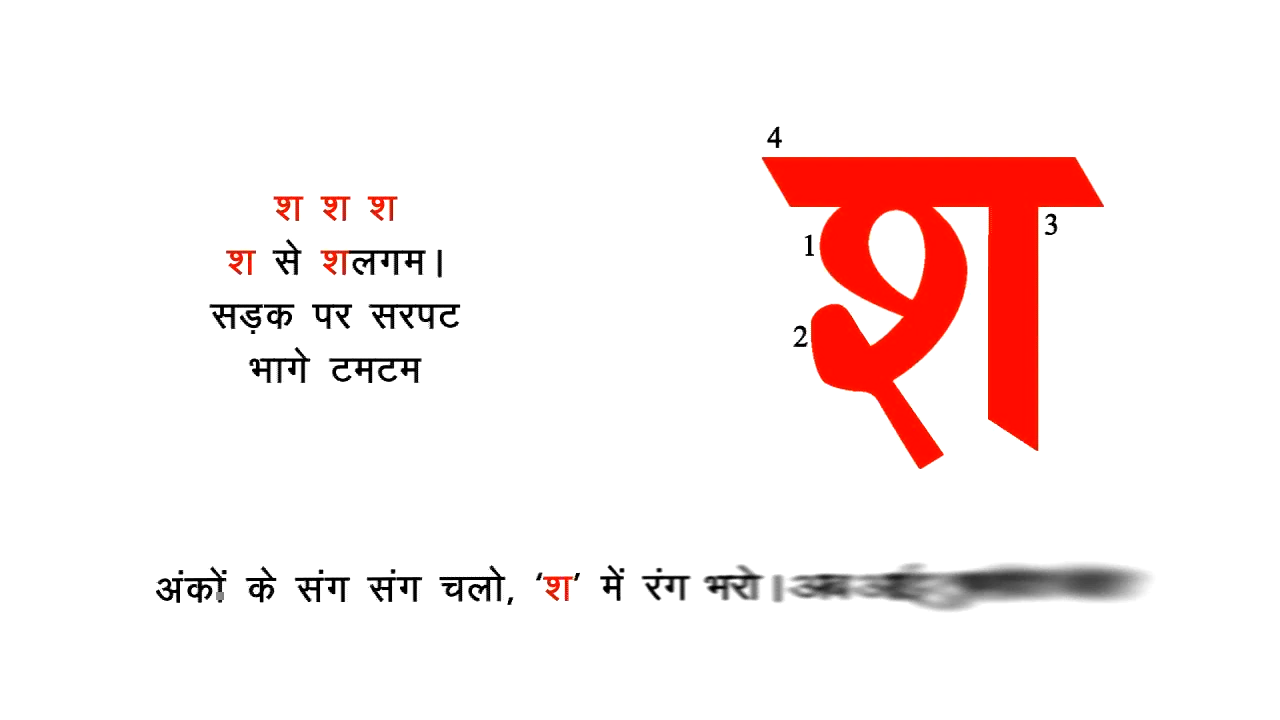 श श श
श से शलगम।
सड़क पर सरपट
भागे टमटम
4
3
1
2
अंकों के संग संग चलो, ‘श’ में रंग भरो।